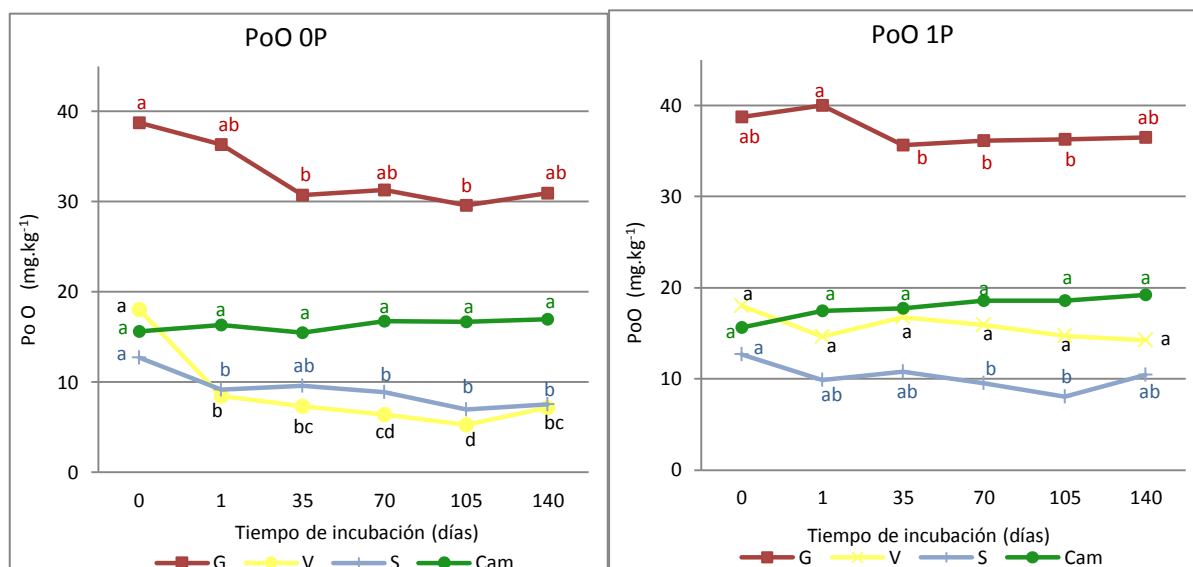 PoO 0P
Po O (mg.kg-1)
40
30
20
10
0
a
ab
b
ab
b
ab
a
a
a
a
a
a
a
a
b
ab
b
b
b
a
b
bc
cd
d
bc
0 1 35 70 105 140
Tiempo de incubación (días)
G V S Cam
PoO 1P
PoO (mg.kg-1)
40
30
20
10
0
a
ab
b
b
b
ab
a
a
a
a
a
a
a
a
a
a
a
a
a
ab
ab
b
b
ab
0 1 35 70 105 140
Tiempo de incubación (días)
G V S Cam